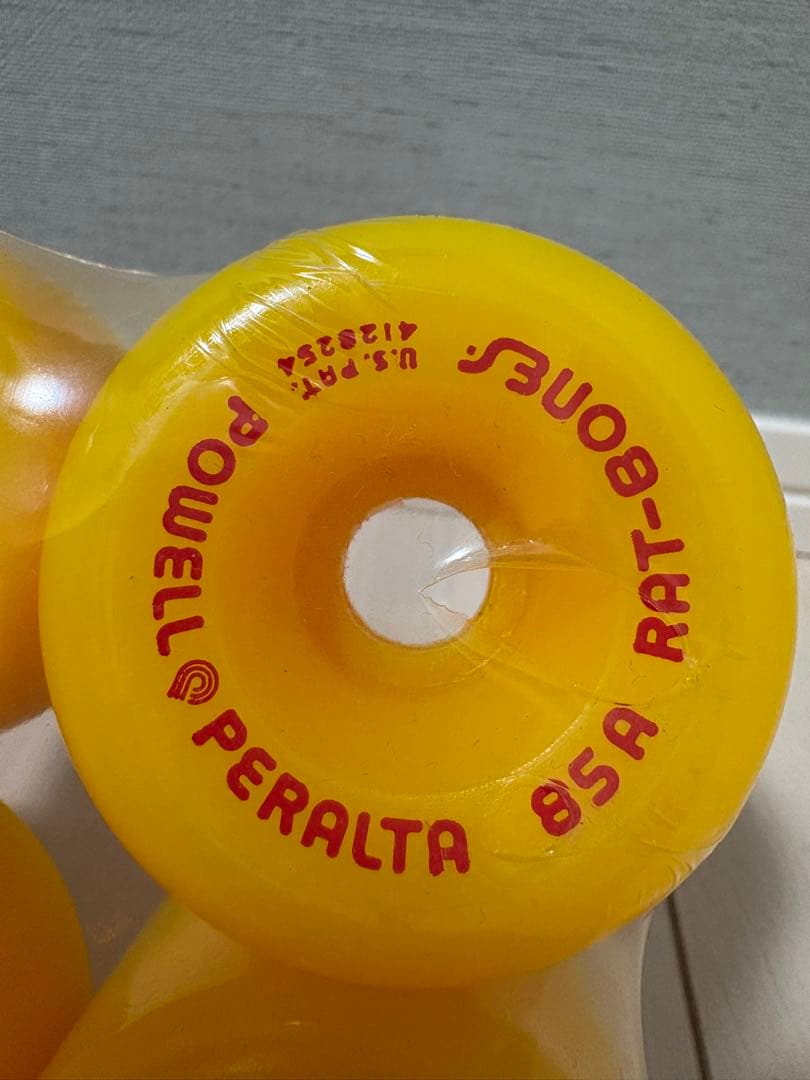 POWELL PERALTA
85A RAT-BONES
U.S. PAT.
4128254